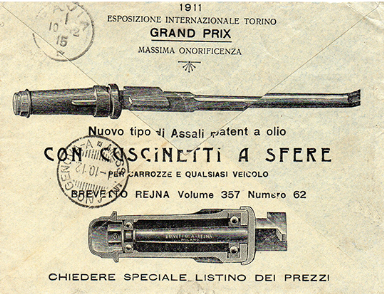 1911
ESPOSIZIONE INTERNAZIONALE TORINO
GRAND PRIX
MASSIMA ONORIFICENZA
Nuovo tipo di Assali patent a olio
CON CUSCINETTI A SFERE
PER CARROZZE E QUALSIASI VEICOLO
BREVETTO REJNA Volume 357 Numero 62
CHIEDERE SPECIALE LISTINO DEI PREZZI